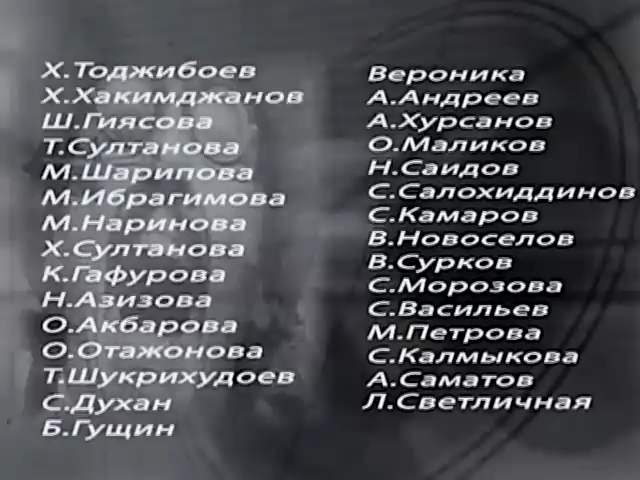 Х.Тоджибоев
Х.Хакимджанов
Ш.Гиясова
Т.Султанова
М.Шарипова
М.Ибрагимова
М.Наринова
Х.Султанова
К.Гафурова
Н.Азизова
О.Акбарова
О.Отажонова
Т.Шукрихудоев
С.Духан
Б.Гущин
Вероника
А.Андреев
А.Хурсанов
О.Маликов
Н.Саидов
С.Салохиддинов
С.Камаров
В.Новоселов
В.Сурков
С.Морозова
С.Васильев
М.Петрова
С.Калмыкова
А.Саматов
Л.Светличная